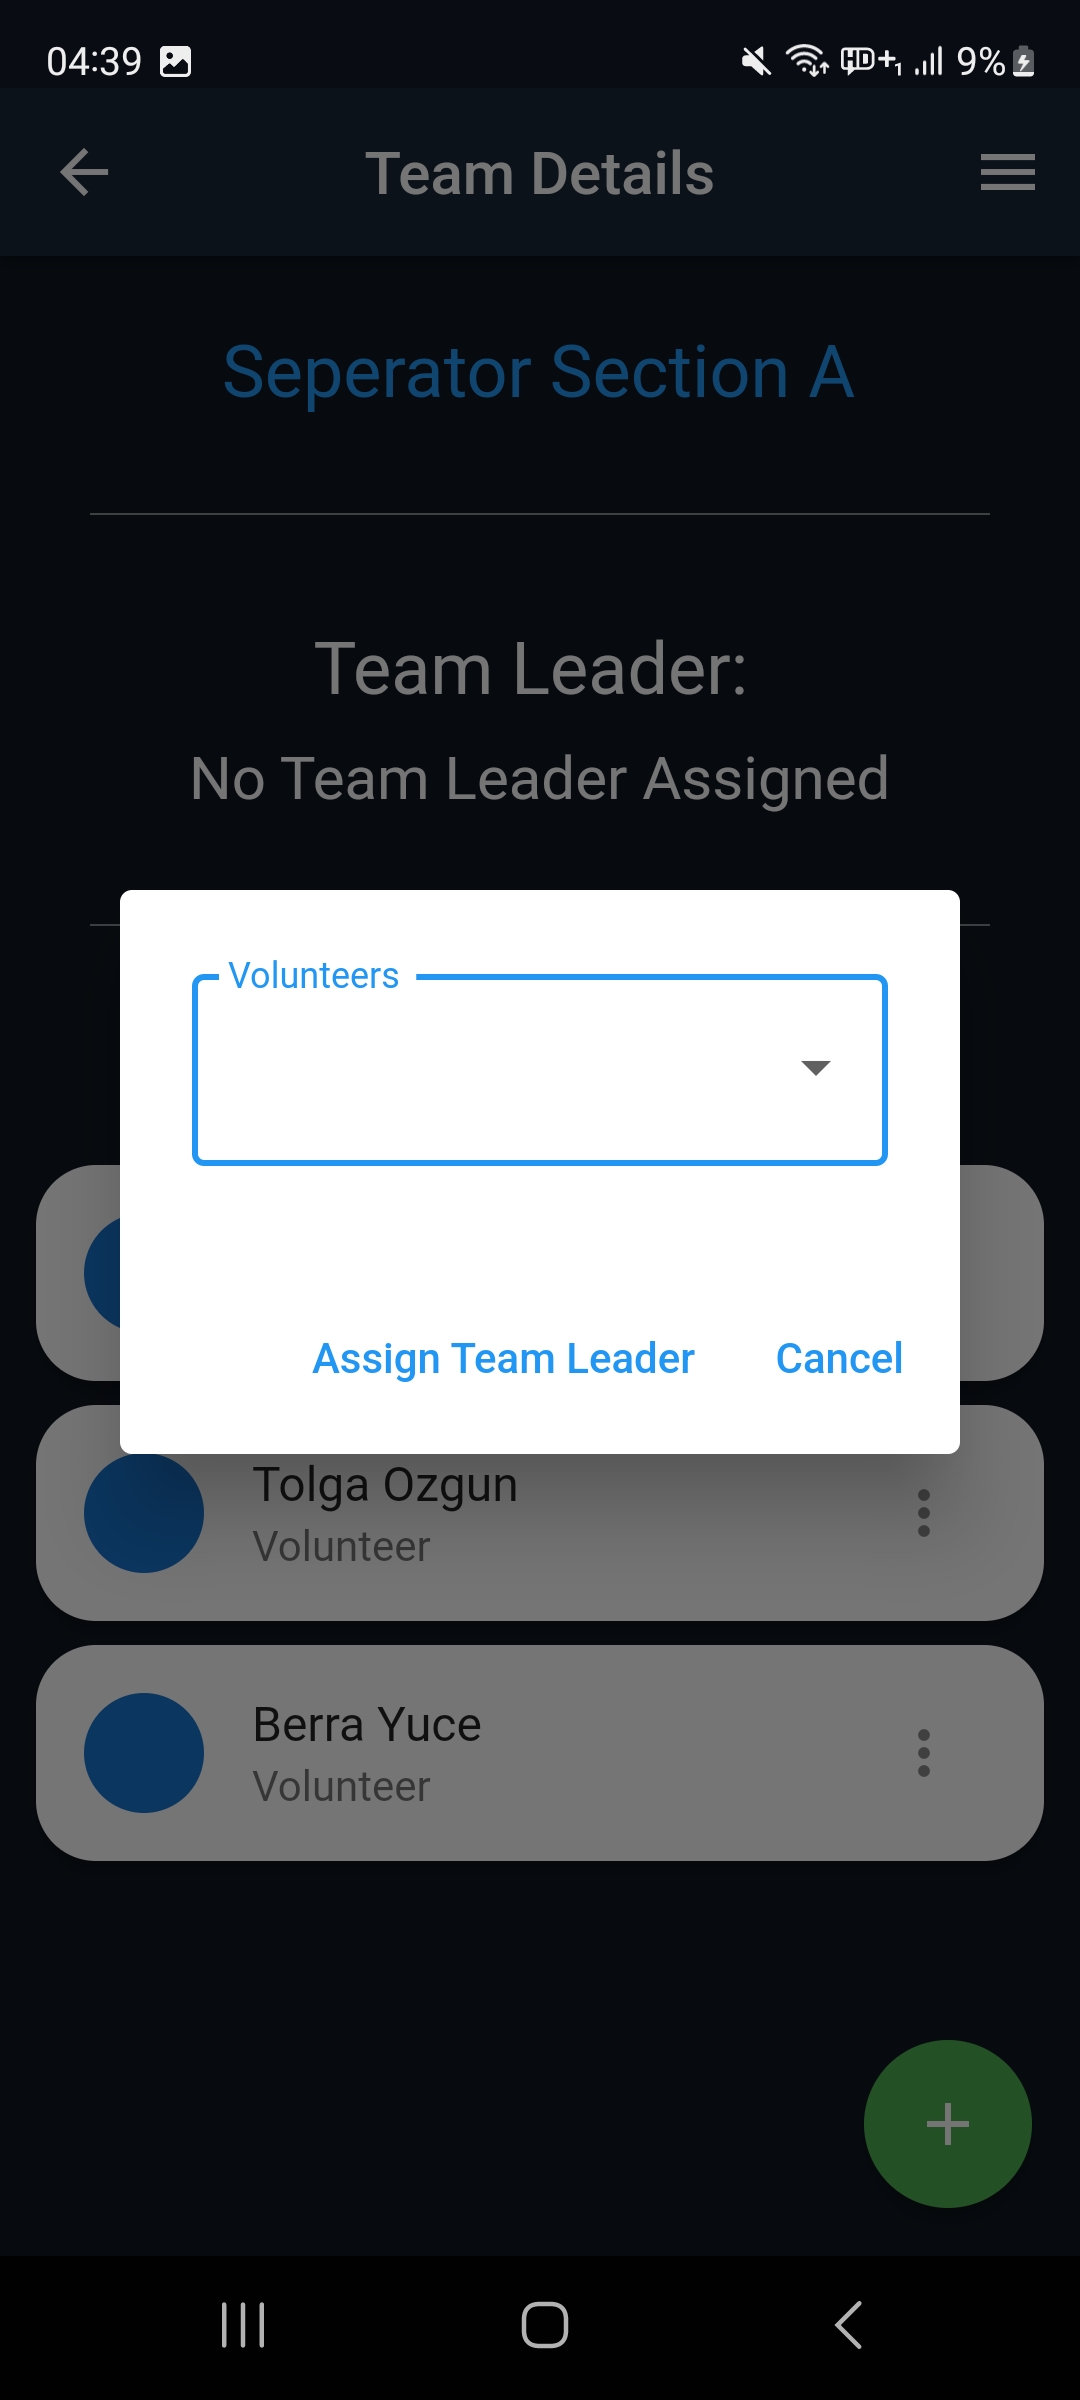 04:39 9%
Team Details
Seperator Section A
Team Leader:
No Team Leader Assigned
Volunteers
Assign Team Leader Cancel
Tolga Ozgun
Volunteer
Berra Yuce
Volunteer